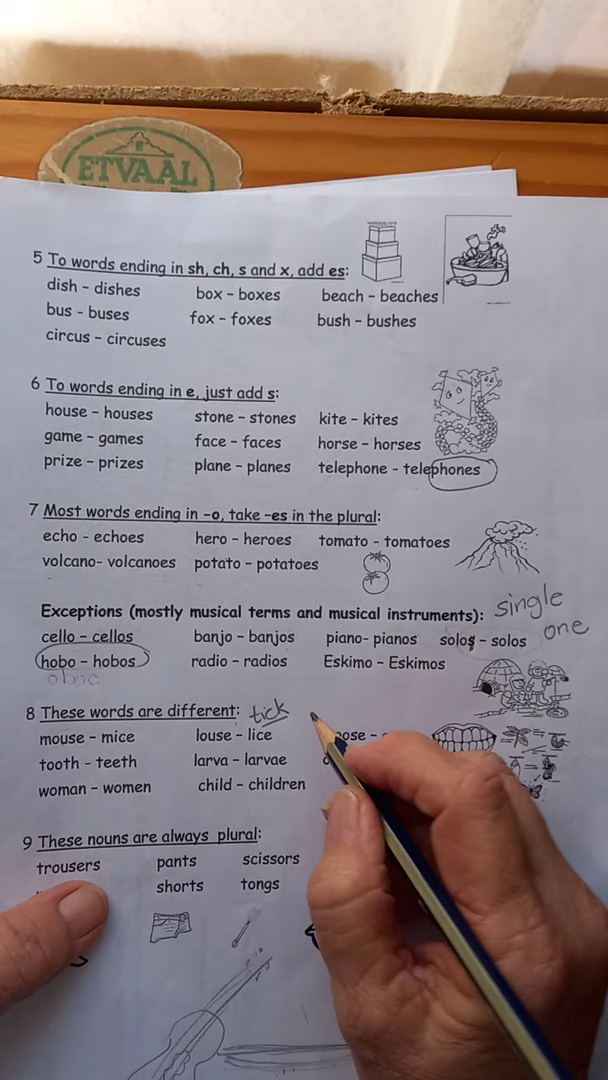 ETVAAL
5 To words ending in sh, ch, s and x, add es:
dish – dishes box – boxes beach – beaches
bus – buses fox – foxes bush – bushes
circus – circuses
6 To words ending in e, just add s:
house – houses stone – stones kite – kites
game – games face – faces horse – horses
prize – prizes plane – planes telephone - telephones
7 Most words ending in –o, take –es in the plural:
echo – echoes hero – heroes tomato – tomatoes
volcano- volcanoes potato – potatoes
Exceptions (mostly musical terms and musical instruments): single
cello – cellos banjo – banjos piano- pianos solos – solos one
hobo – hobos radio – radios Eskimo – Eskimos
oboe
8 These words are different: tick
mouse – mice louse – lice
tooth – teeth larva – larvae
woman – women child – children
9 These nouns are always plural:
trousers pants scissors
shorts tongs